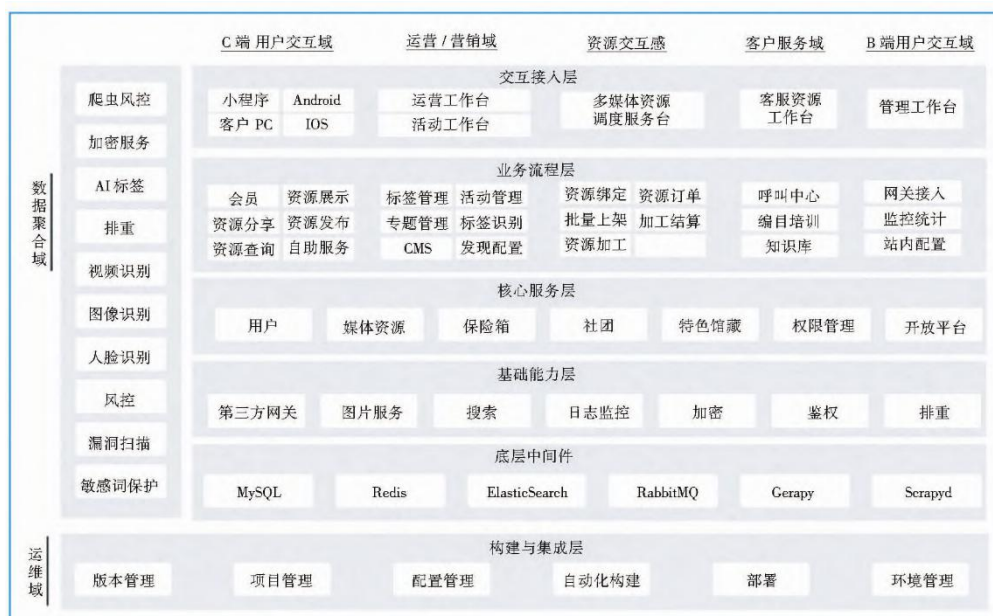 C 端 用户交互域 运营 / 营销域 资源交互感 客户服务域 B 端用户交互域
数据聚合域
爬虫风控
加密服务
AI 标签
排重
视频识别
图像识别
人脸识别
风控
漏洞扫描
敏感词保护
交互接入层
小程序 Android 运营工作台 多媒体资源 客服资源 管理工作台
客户 PC IOS 活动工作台 调度服务台 工作台
业务流程层
会员 资源展示 标签管理 活动管理 资源绑定 资源订单 呼叫中心 网关接入
资源分享 资源发布 专题管理 标签识别 批量上架 加工结算 编目培训 监控统计
资源查询 自助服务 CMS 发现配置 资源加工 知识库 站内配置
核心服务层
用户 媒体资源 保险箱 社团 特色馆藏 权限管理 开放平台
基础能力层
第三方网关 图片服务 搜索 日志监控 加密 鉴权 排重
底层中间件
MySQL Redis ElasticSearch RabbitMQ Gerapy Scrapyd
运维域
构建与集成层
版本管理 项目管理 配置管理 自动化构建 部署 环境管理